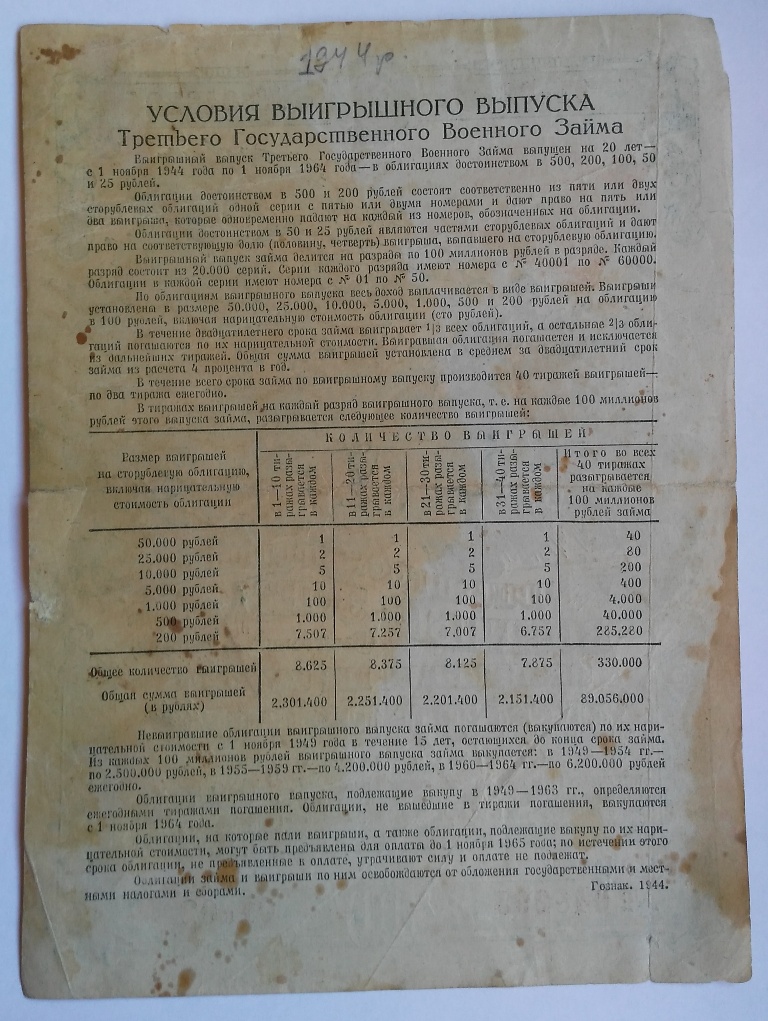 1944 г.
УСЛОВИЯ ВЫИГРЫШНОГО ВЫПУСКА
Третьего Государственного Военного Займа
Выигрышный выпуск Третьего Государственного Военного Займа выпущен на 20 лет—
с 1 ноября 1944 года по 1 ноября 1964 года—в облигациях достоинством в 500, 200, 100, 50
и 25 рублей.
Облигации достоинством в 500 и 200 рублей состоят соответственно из пяти или двух
сторублевых облигаций одной серии с пятью или двумя номерами и дают право на пять или
два выигрыша, которые одновременно падают на каждый из номеров, обозначенных на облигации.
Облигации достоинством в 50 и 25 рублей являются частями сторублевых облигаций и дают
право на соответствующую долю (половину, четверть) выигрыша, выпавшего на сторублевую облигацию.
Выигрышный выпуск займа делится на разряды по 100 миллионов рублей в разряде. Каждый
разряд состоит из 20.000 серий. Серии каждого разряда имеют номера с № 40001 по № 60000.
Облигации в каждой серии имеют номера с № 01 по № 50.
По облигациям выигрышного выпуска весь доход выплачивается в виде выигрышей. Выигрыши
установлены в размере 50.000, 25.000, 10.000, 5.000, 1.000, 500 и 200 рублей на облигацию
в 100 рублей, включая нарицательную стоимость облигации (сто рублей).
В течение двадцатилетнего срока займа выигрывает 1|3 всех облигаций, а остальные 2|3 обли-
гаций погашаются по их нарицательной стоимости. Выигравшая облигация погашается и исключается
из дальнейших тиражей. Общая сумма выигрышей установлена в среднем за двадцатилетний срок
займа из расчета 4 процента в год.
В течение всего срока займа по выигрышному выпуску производится 40 тиражей выигрышей—
по два тиража ежегодно.
В тиражах выигрышей на каждый разряд выигрышного выпуска, т. е. на каждые 100 миллионов
рублей этого выпуска займа, разыгрывается следующее количество выигрышей:
Размер выигрышей
на сторублевую облигацию,
включая нарицательную
стоимость облигации
КОЛИЧЕСТВО ВЫИГРЫШЕЙ
в 1—10 ти-
ражах разы-
грывается
в каждом
в 11—20 ти-
ражах разы-
грывается
в каждом
в 21—30 ти-
ражах разы-
грывается
в каждом
в 31—40 ти-
ражах разы-
грывается
в каждом
Итого во всех
40 тиражах
разыгрывается
на каждые
100 миллионов
рублей займа
50.000 рублей 1 1 1 1 40
25.000 рублей 2 2 2 2 80
10.000 рублей 5 5 5 5 200
5.000 рублей 10 10 10 10 400
1.000 рублей 100 100 100 100 4.000
500 рублей 1.000 1.000 1.000 1.000 40.000
200 рублей 7.507 7.257 7.007 6.757 285.280
Общее количество выигрышей 8.625 8.375 8.125 7.875 330.000
Общая сумма выигрышей
(в рублях) 2.301.400 2.251.400 2.201.400 2.151.400 89.056.000
Невыигравшие облигации выигрышного выпуска займа погашаются (выкупаются) по их нари-
цательной стоимости с 1 ноября 1949 года в течение 15 лет, остающихся до конца срока займа.
Из каждых 100 миллионов рублей выигрышного выпуска займа выкупается: в 1949—1954 гг.—
по 2.500.000 рублей, в 1955—1959 гг.—по 4.200.000 рублей, в 1960—1964 гг.—по 6.200.000 рублей
ежегодно.
Облигации выигрышного выпуска, подлежащие выкупу в 1949—1963 гг., определяются
ежегодными тиражами погашения. Облигации, не вышедшие в тиражи погашения, выкупаются
с 1 ноября 1964 года.
Облигации, на которые пали выигрыши, а также облигации, подлежащие выкупу по их нари-
цательной стоимости, могут быть предъявлены для оплаты до 1 ноября 1965 года; по истечении этого
срока облигации, не предъявленные к оплате, утрачивают силу и оплате не подлежат.
Облигации займа и выигрыши по ним освобождаются от обложения государственными и мест-
ными налогами и сборами.
Гознак. 1944.